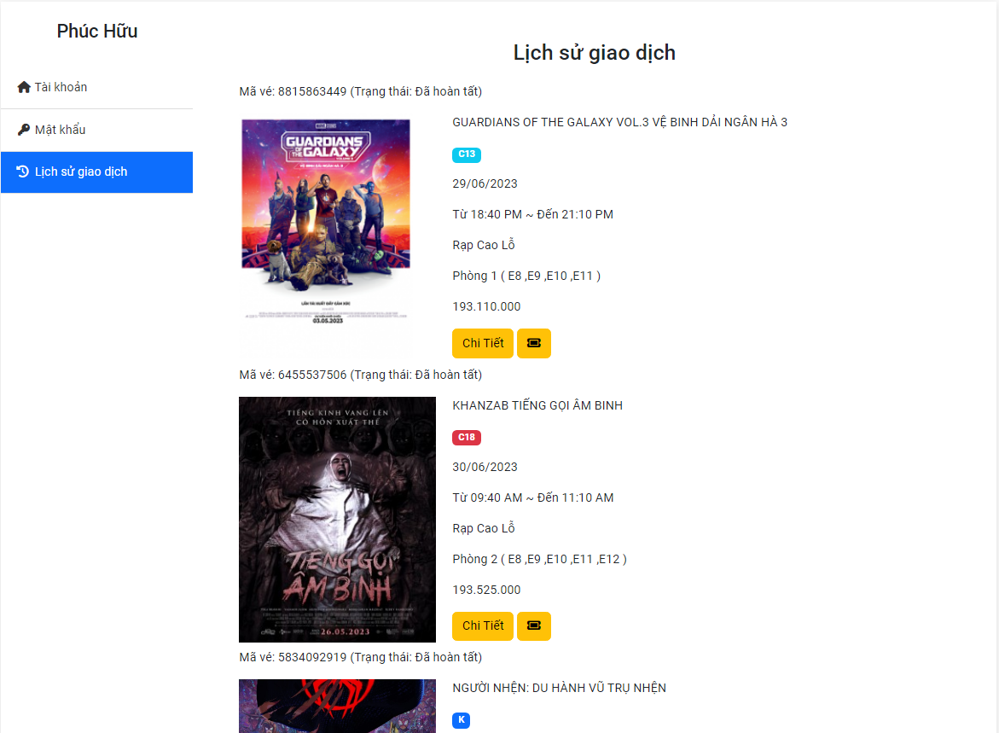 Phúc Hữu
Tài khoản
Mật khẩu
Lịch sử giao dịch
Lịch sử giao dịch
Mã vé: 8815863449 (Trạng thái: Đã hoàn tất)
GUARDIANS
OF THE GALAXY
VỆ BINH DẢI NGÂN HÀ 3
03.05.2023
GUARDIANS OF THE GALAXY VOL.3 VỆ BINH DẢI NGÂN HÀ 3
C13
29/06/2023
Từ 18:40 PM ~ Đến 21:10 PM
Rạp Cao Lỗ
Phòng 1 ( E8 ,E9 ,E10 ,E11 )
193.110.000
Chi Tiết
Mã vé: 6455537506 (Trạng thái: Đã hoàn tất)
TIẾNG KINH VANG LÊN
CÔ HỒN XUẤT THẾ
TIẾNG GỌI
ÂM BINH
26.05.2023
KHANZAB TIẾNG GỌI ÂM BINH
C18
30/06/2023
Từ 09:40 AM ~ Đến 11:10 AM
Rạp Cao Lỗ
Phòng 2 ( E8 ,E9 ,E10 ,E11 ,E12 )
193.525.000
Chi Tiết
Mã vé: 5834092919 (Trạng thái: Đã hoàn tất)
NGƯỜI NHỆN: DU HÀNH VŨ TRỤ NHỆN
K